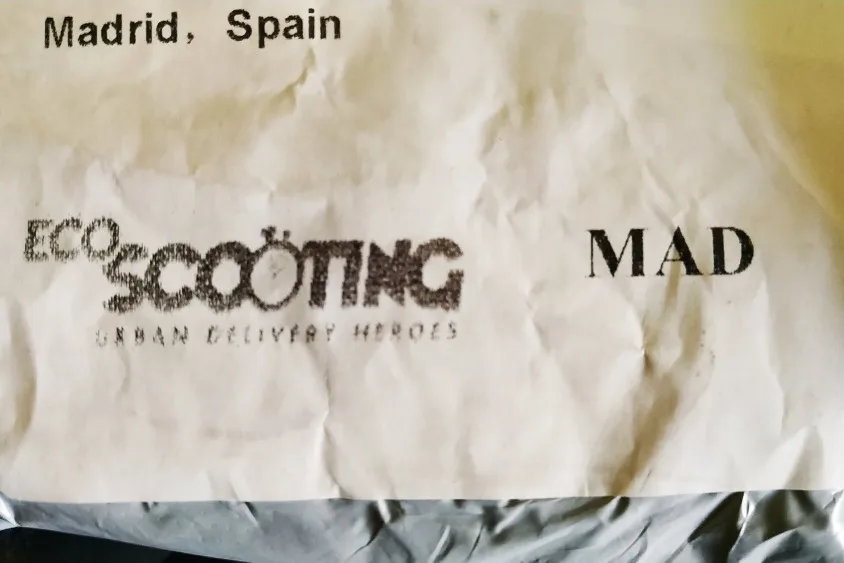 Madrid, Spain
ECO
SCOOTING
MAD
URBAN DELIVERY HEROES